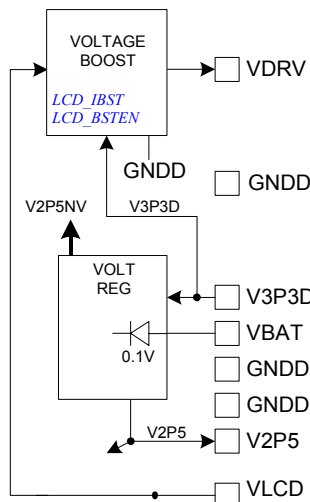 VOLTAGE
BOOST
LCD_IBST
LCD_BSTEN
VDRV
GNDD
GNDD
V2P5NV
V3P3D
VOLT
REG
V3P3D
VBAT
0.1V
GNDD
GNDD
V2P5
V2P5
VLCD